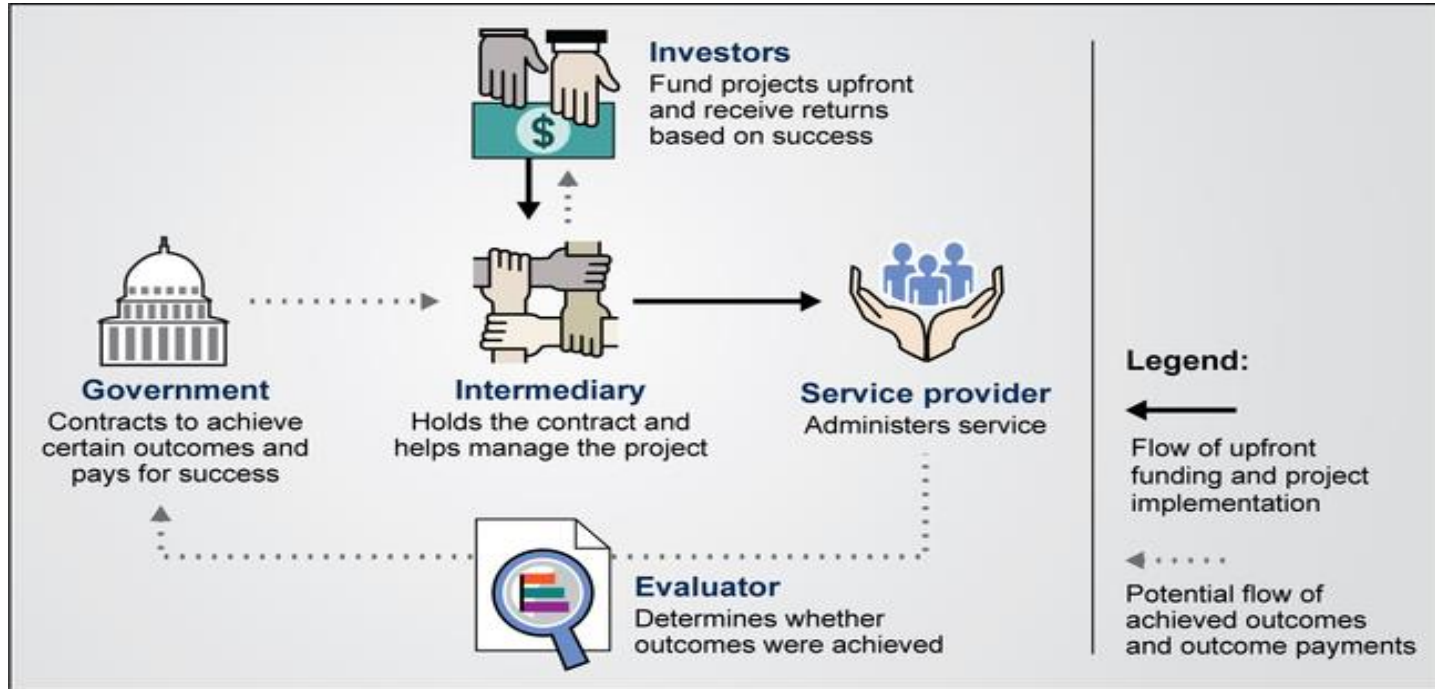 Investors
Fund projects upfront
and receive returns
based on success
$
Government
Contracts to achieve
certain outcomes and
pays for success
Intermediary
Holds the contract and
helps manage the project
Service provider
Administers service
Evaluator
Determines whether
outcomes were achieved
Legend:
Flow of upfront
funding and project
implementation
Potential flow of
achieved outcomes
and outcome payments